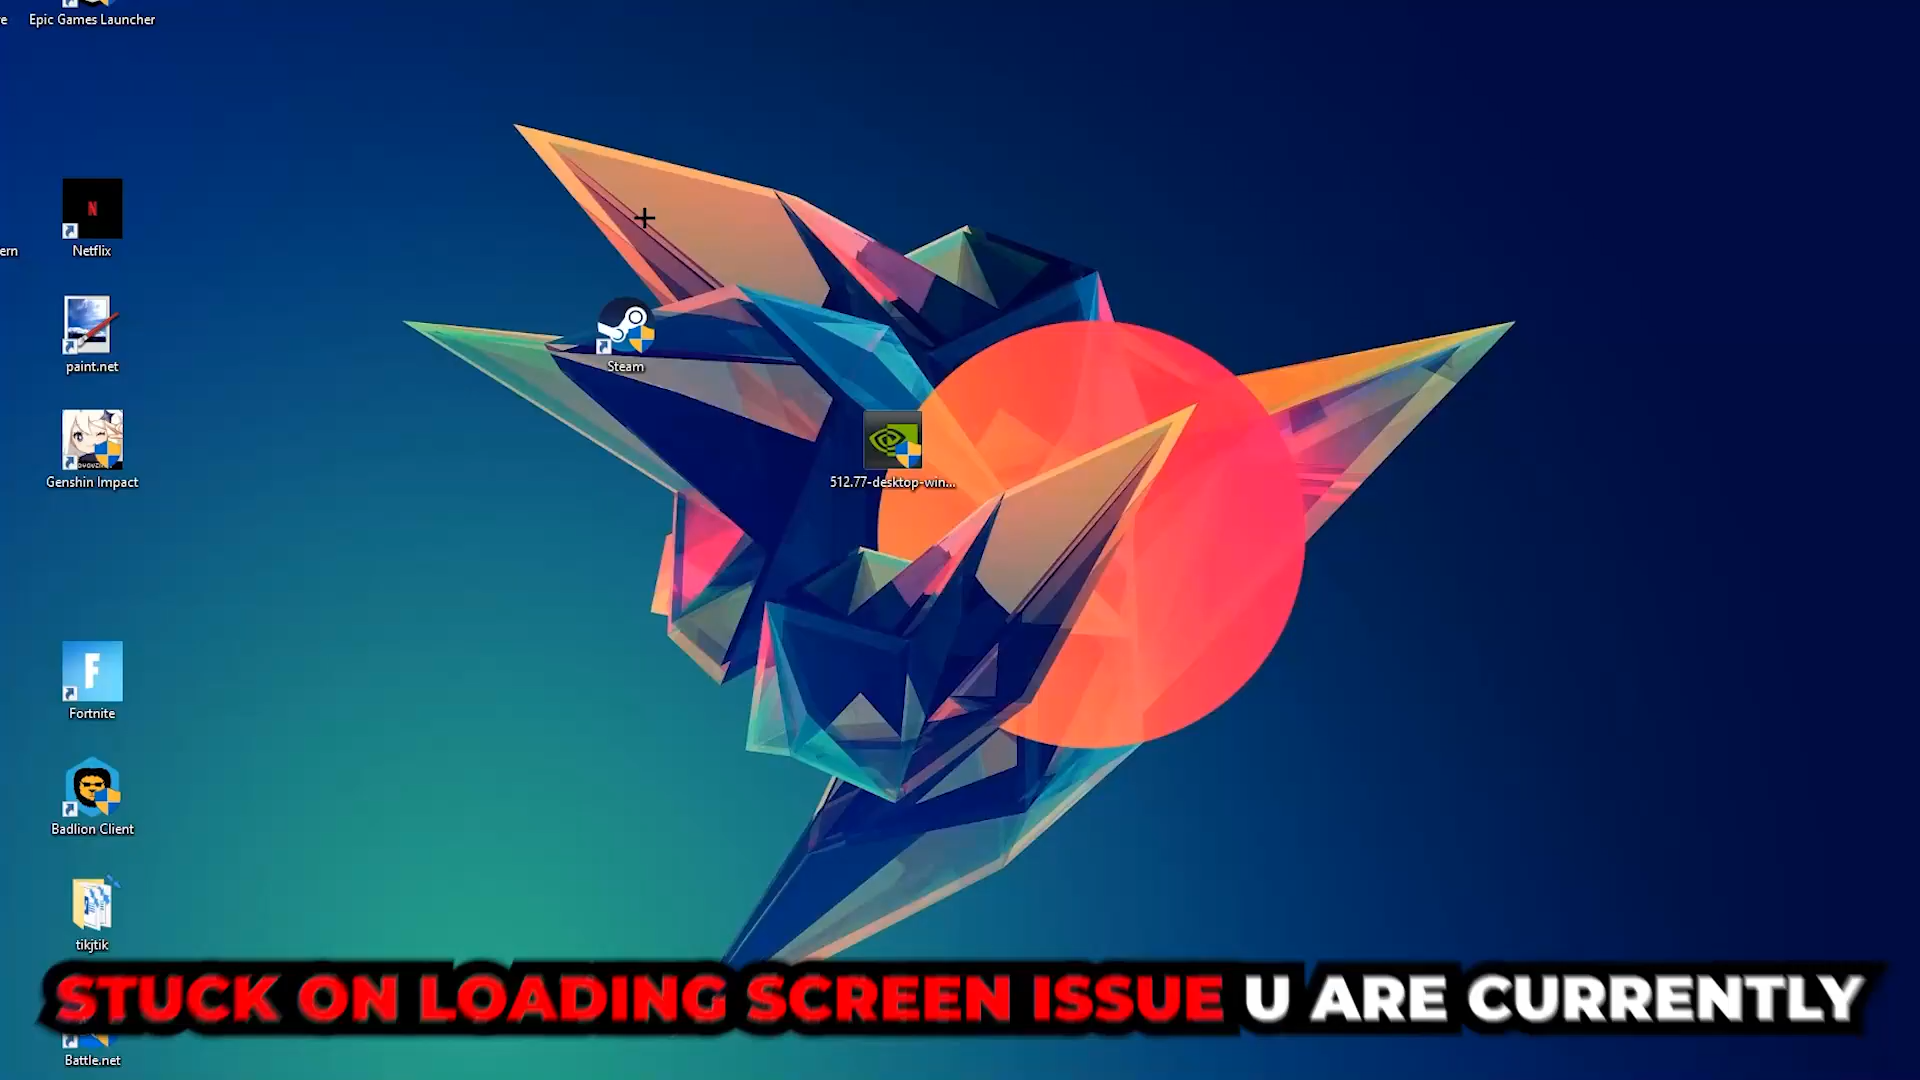 Epic Games Launcher
Netflix
ern
paint.net
Steam
Genshin Impact
512.77-desktop-win...
F
Fortnite
Badlion Client
tikjtik
STUCK ON LOADING SCREEN ISSUE U ARE CURRENTLY
Battle.net